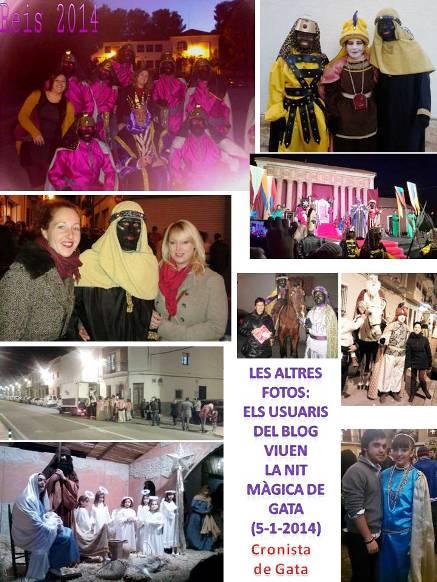 Reis 2014
LES ALTRES
FOTOS:
ELS USUARIS
DEL BLOG
VIUEN
LA NIT
MÀGICA DE
GATA
(5-1-2014)
Cronista
de Gata